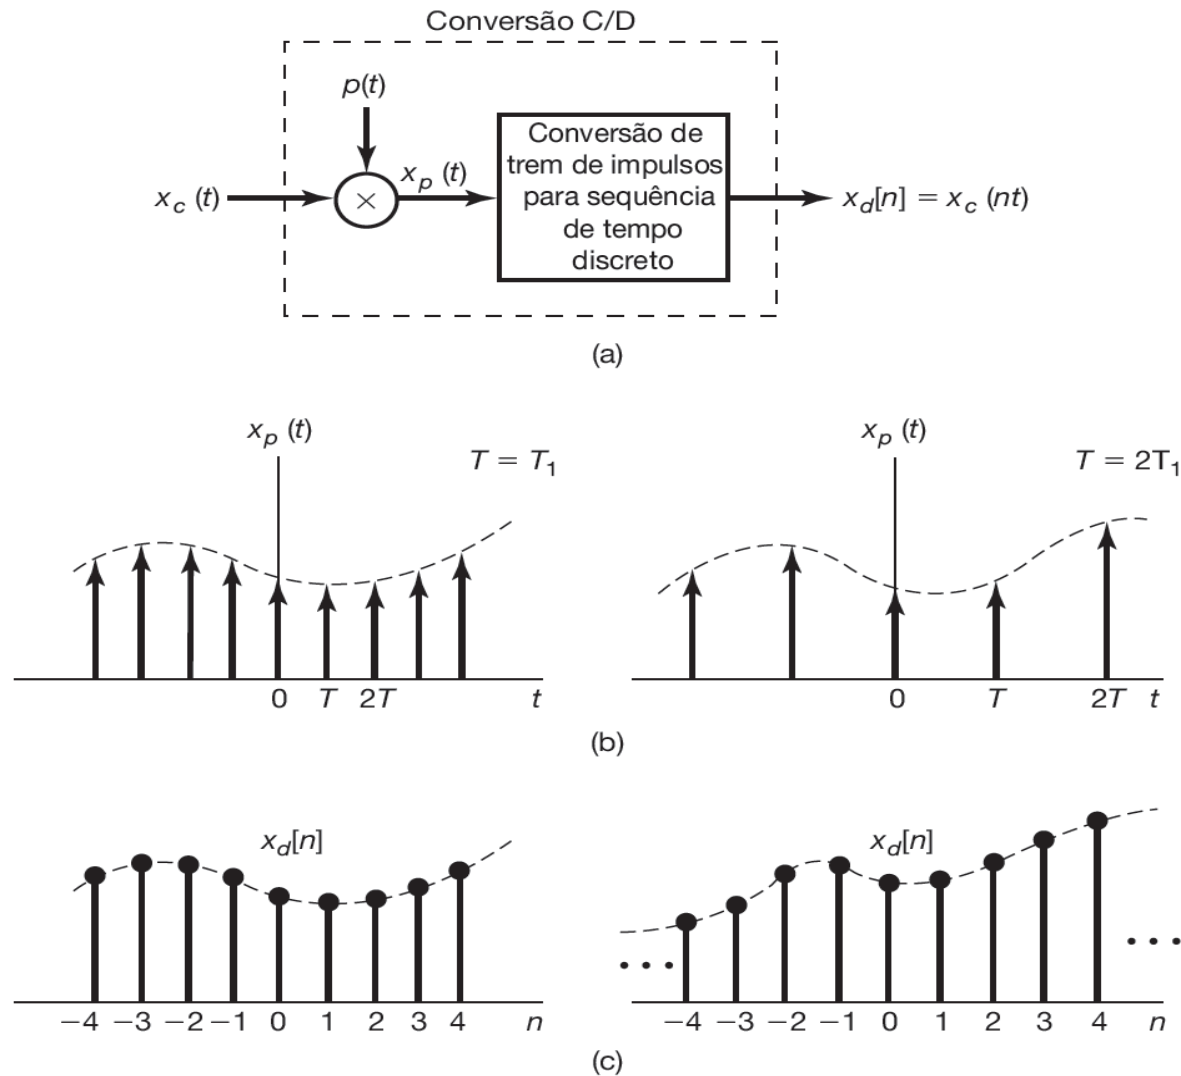 Conversão C/D
p(t)
x_c (t)
×
x_p (t)
Conversão de
trem de impulsos
para sequência
de tempo
discreto
x_d[n] = x_c (nt)
(a)
x_p (t)
T = T_1
0 T 2T t
x_p (t)
T = 2T_1
0 T 2T t
(b)
x_d[n]
−4 −3 −2 −1 0 1 2 3 4 n
x_d[n]
−4 −3 −2 −1 0 1 2 3 4 n
(c)